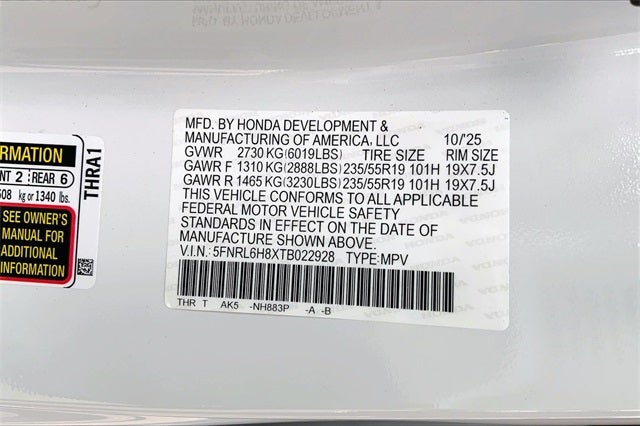 ORMATION
NT 2 REAR 6
608 kg or 1340 lbs.
SEE OWNER'S
MANUAL FOR
ADDITIONAL
INFORMATION
THRA1
MFD. BY HONDA DEVELOPMENT &
MANUFACTURING OF AMERICA, LLC 10/'25
GVWR 2730 KG (6019LBS) TIRE SIZE RIM SIZE
GAWR F 1310 KG (2888LBS) 235/55R19 101H 19X7.5J
GAWR R 1465 KG (3230LBS) 235/55R19 101H 19X7.5J
THIS VEHICLE CONFORMS TO ALL APPLICABLE
FEDERAL MOTOR VEHICLE SAFETY
STANDARDS IN EFFECT ON THE DATE OF
MANUFACTURE SHOWN ABOVE.
V.I.N.: 5FNRL6H8XTB022928 TYPE: MPV
THR T AK5 -NH883P -A -B